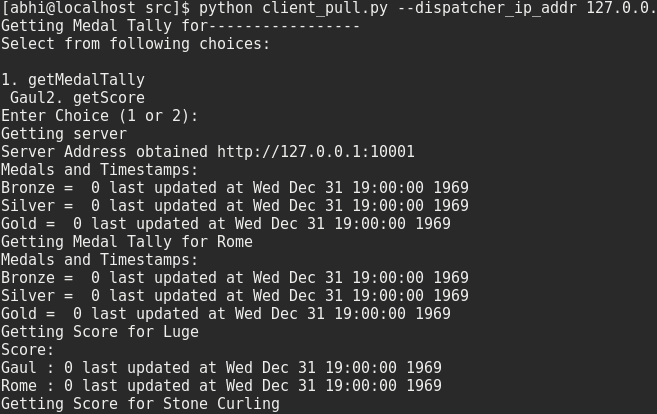 [abhi@localhost src]$ python client_pull.py --dispatcher_ip_addr 127.0.0.
Getting Medal Tally for-----------------
Select from following choices:
1. getMedalTally
 Gaul2. getScore
Enter Choice (1 or 2):
Getting server
Server Address obtained http://127.0.0.1:10001
Medals and Timestamps:
Bronze =  0 last updated at Wed Dec 31 19:00:00 1969
Silver =  0 last updated at Wed Dec 31 19:00:00 1969
Gold =  0 last updated at Wed Dec 31 19:00:00 1969
Getting Medal Tally for Rome
Medals and Timestamps:
Bronze =  0 last updated at Wed Dec 31 19:00:00 1969
Silver =  0 last updated at Wed Dec 31 19:00:00 1969
Gold =  0 last updated at Wed Dec 31 19:00:00 1969
Getting Score for Luge
Score:
Gaul : 0 last updated at Wed Dec 31 19:00:00 1969
Rome : 0 last updated at Wed Dec 31 19:00:00 1969
Getting Score for Stone Curling